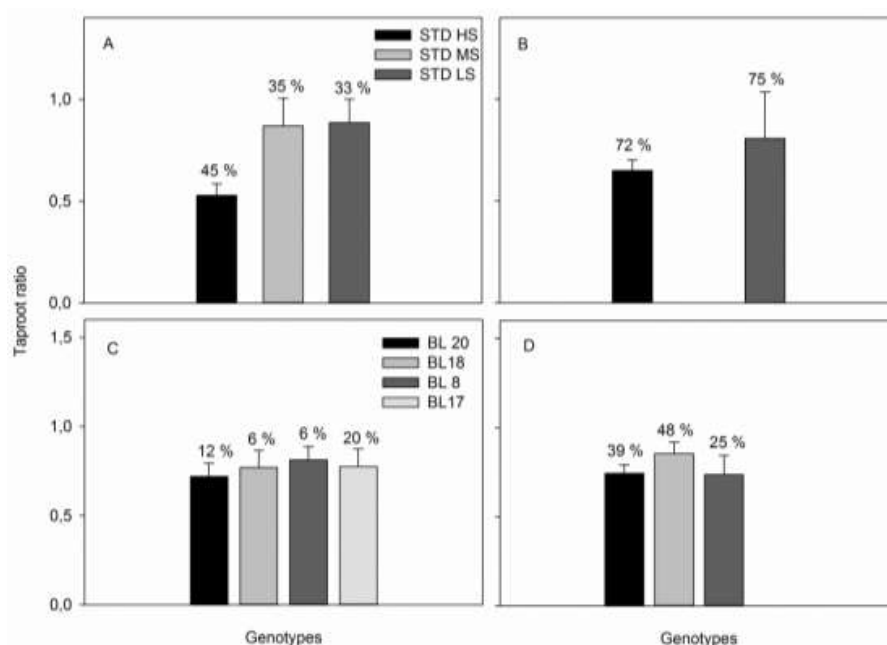 A
STD HS
STD MS
STD LS
45 %
35 %
33 %
1,0
0,5
0,0
B
72 %
75 %
Taproot ratio
C
BL 20
BL18
BL 8
BL17
12 %
6 %
6 %
20 %
1,5
1,0
0,5
0,0
Genotypes
D
39 %
48 %
25 %
Genotypes